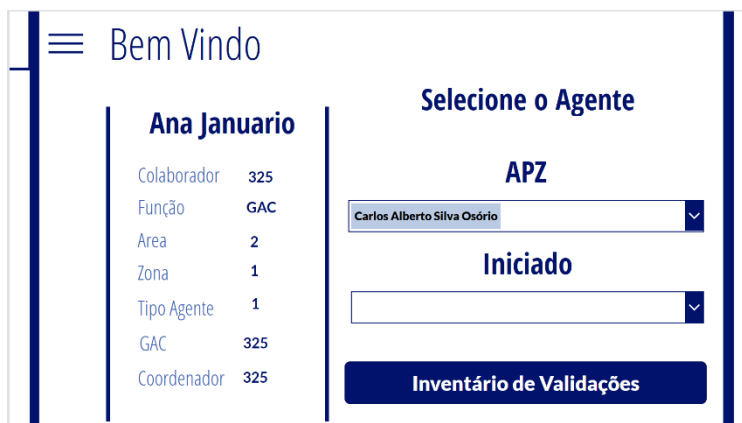 Bem Vindo
Ana Januario
Colaborador 325
Função GAC
Area 2
Zona 1
Tipo Agente 1
GAC 325
Coordenador 325
Selecione o Agente
APZ
Carlos Alberto Silva Osório
Iniciado
Inventário de Validações